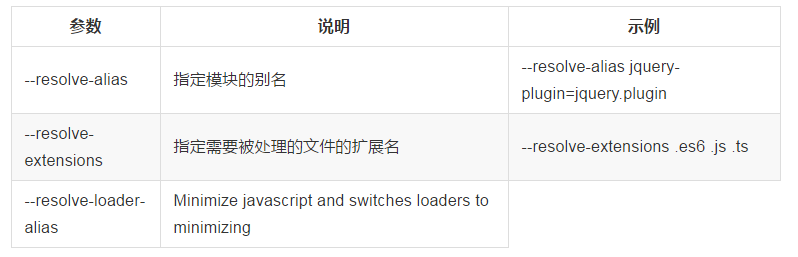 参数 说明 示例
--resolve-alias 指定模块的别名 --resolve-alias jquery-
plugin=jquery.plugin
--resolve-
extensions 指定需要被处理的文件的扩展名 --resolve-extensions .es6 .js .ts
--resolve-loader-
alias Minimize javascript and switches loaders to
minimizing